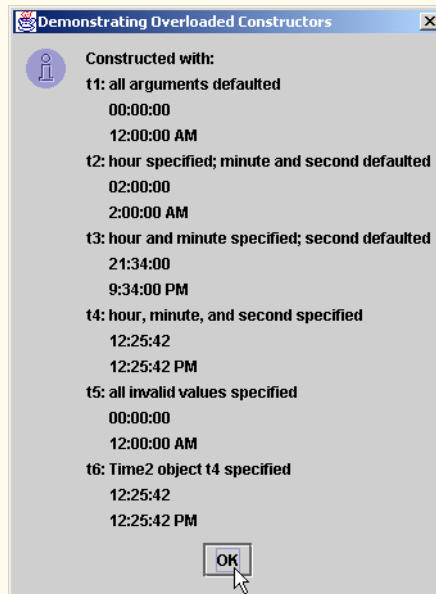 Demonstrating Overloaded Constructors
Constructed with:
t1: all arguments defaulted
00:00:00
12:00:00 AM
t2: hour specified; minute and second defaulted
02:00:00
2:00:00 AM
t3: hour and minute specified; second defaulted
21:34:00
9:34:00 PM
t4: hour, minute, and second specified
12:25:42
12:25:42 PM
t5: all invalid values specified
00:00:00
12:00:00 AM
t6: Time2 object t4 specified
12:25:42
12:25:42 PM
OK